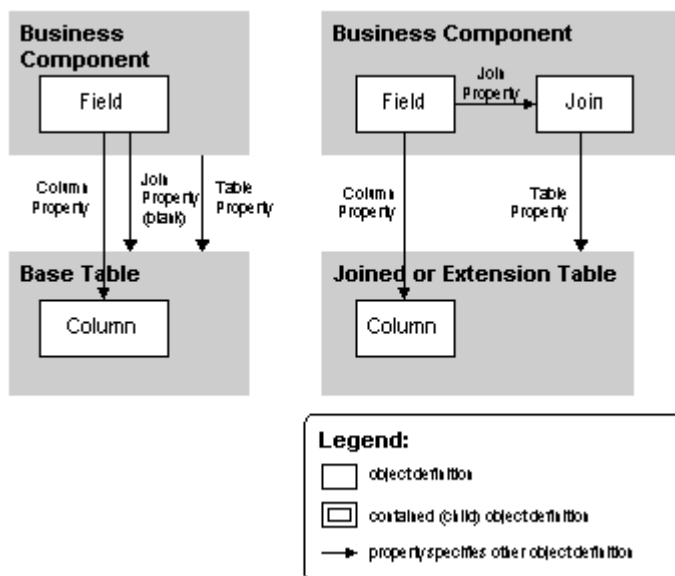 Business
Component
Field
Column
Property
Join
Property
(blank)
Table
Property
Base Table
Column
Business Component
Field
Join
Property
Join
Column
Property
Table
Property
Joined or Extension Table
Column
Legend:
object definition
contained (child) object definition
property specifies other object definition